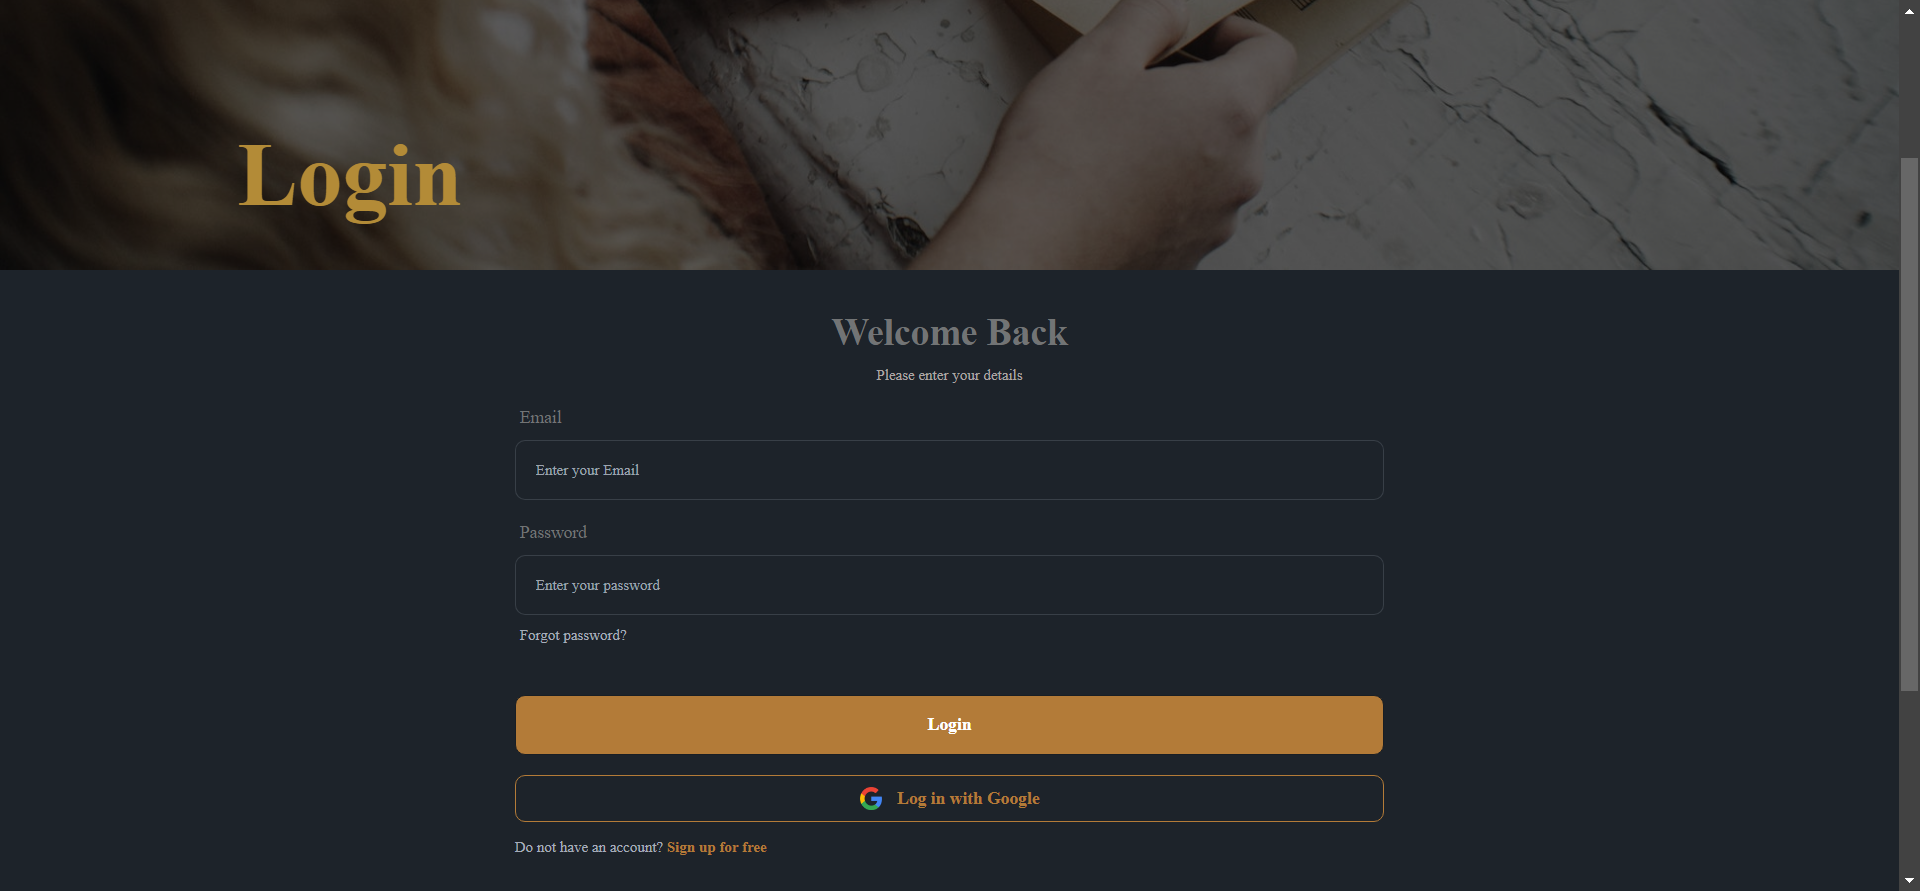 Login
Welcome Back
Please enter your details
Email
Enter your Email
Password
Enter your password
Forgot password?
Login
Log in with Google
Do not have an account? Sign up for free